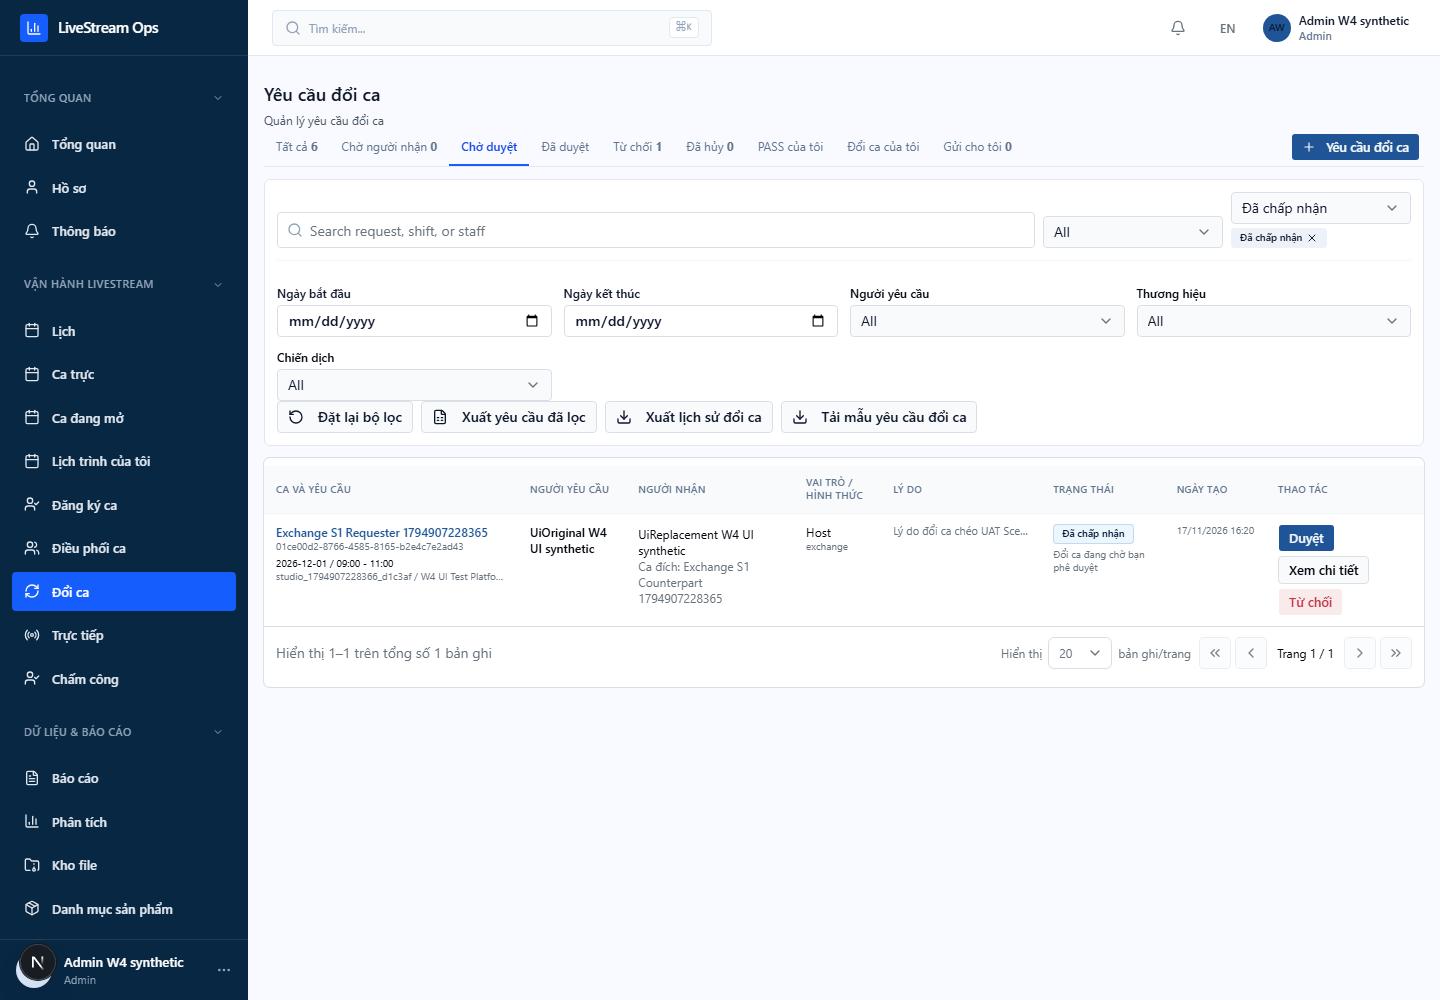 LiveStream Ops
Tìm kiếm...
⌘K
EN
AW
Admin W4 synthetic
Admin
TỔNG QUAN
Tổng quan
Hồ sơ
Thông báo
VẬN HÀNH LIVESTREAM
Lịch
Ca trực
Ca đang mở
Lịch trình của tôi
Đăng ký ca
Điều phối ca
Đổi ca
Trực tiếp
Chấm công
DỮ LIỆU & BÁO CÁO
Báo cáo
Phân tích
Kho file
Danh mục sản phẩm
N
Admin W4 synthetic
Admin
Yêu cầu đổi ca
Quản lý yêu cầu đổi ca
Tất cả 6
Chờ người nhận 0
Chờ duyệt
Đã duyệt
Từ chối 1
Đã hủy 0
PASS của tôi
Đổi ca của tôi
Gửi cho tôi 0
Yêu cầu đổi ca
Search request, shift, or staff
All
Đã chấp nhận
Đã chấp nhận
Ngày bắt đầu
Ngày kết thúc
Người yêu cầu
Thương hiệu
mm/dd/yyyy
mm/dd/yyyy
All
All
Chiến dịch
All
Đặt lại bộ lọc
Xuất yêu cầu đã lọc
Xuất lịch sử đổi ca
Tải mẫu yêu cầu đổi ca
CA VÀ YÊU CẦU
NGƯỜI YÊU CẦU
NGƯỜI NHẬN
VAI TRÒ /
HÌNH THỨC
LÝ DO
TRẠNG THÁI
NGÀY TẠO
THAO TÁC
Exchange S1 Requester 1794907228365
01ce00d2-8766-4585-8165-b2e4c7e2ad43
2026-12-01 / 09:00 - 11:00
studio_1794907228366_d1c3af / W4 UI Test Platfo...
UiOriginal W4
UI synthetic
UiReplacement W4 UI
synthetic
Ca đích: Exchange S1
Counterpart
1794907228365
Host
exchange
Lý do đổi ca chéo UAT Sce...
Đã chấp nhận
Đổi ca đang chờ bạn
phê duyệt
17/11/2026 16:20
Duyệt
Xem chi tiết
Từ chối
Hiển thị 1–1 trên tổng số 1 bản ghi
Hiển thị
20
bản ghi/trang
Trang 1 / 1